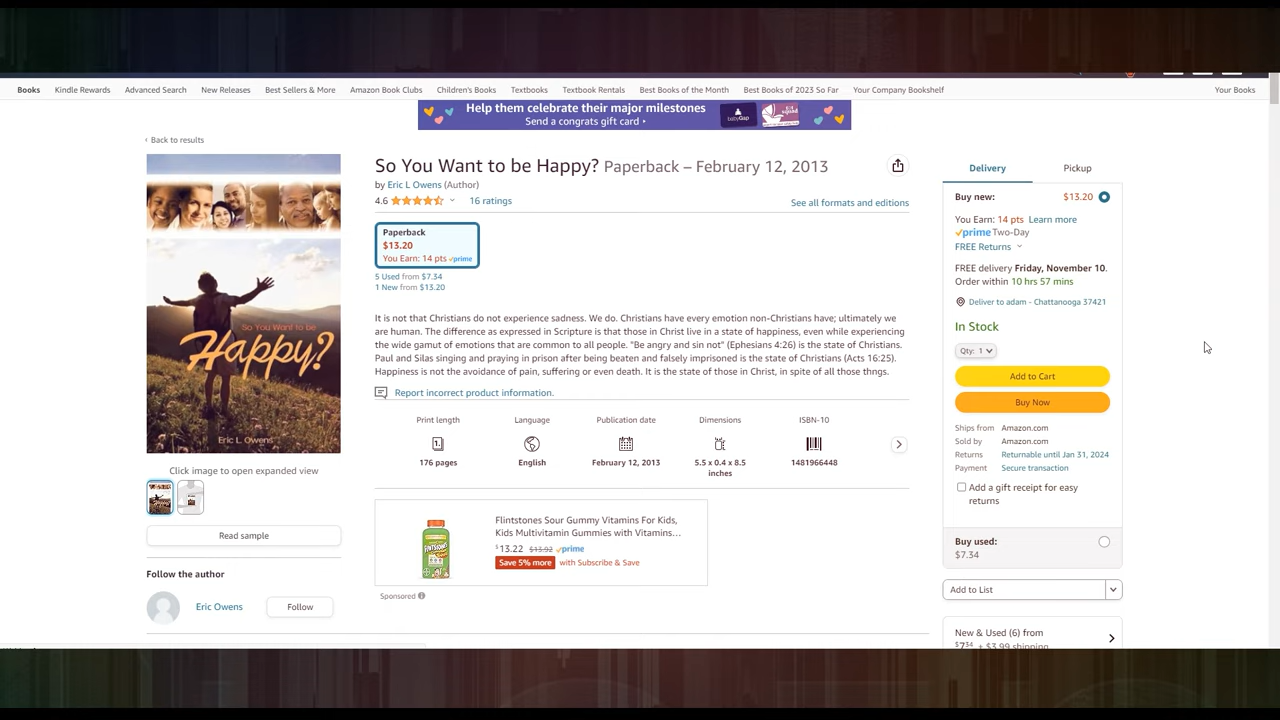 Books Kindle Rewards Advanced Search New Releases Best Sellers & More Amazon Book Clubs Children's Books Textbooks Textbook Rentals Best Books of the Month Best Books of 2023 So Far Your Company Bookshelf Your Books
Help them celebrate their major milestones
Send a congrats gift card •
babyGap
‹ Back to results
So You Want to be
Happy?
Eric L. Owens
Click image to open expanded view
Read sample
Follow the author
Eric Owens Follow
So You Want to be Happy? Paperback – February 12, 2013
by Eric L Owens (Author)
4.6 16 ratings
See all formats and editions
Paperback
$13.20
You Earn: 14 pts prime
5 Used from $7.34
1 New from $13.20
It is not that Christians do not experience sadness. We do. Christians have every emotion non-Christians have; ultimately we
are human. The difference as expressed in Scripture is that those in Christ live in a state of happiness, even while experiencing
the wide gamut of emotions that are common to all people. "Be angry and sin not" (Ephesians 4:26) is the state of Christians.
Paul and Silas singing and praying in prison after being beaten and falsely imprisoned is the state of Christians (Acts 16:25).
Happiness is not the avoidance of pain, suffering or even death. It is the state of those in Christ, in spite of all those thngs.
Report incorrect product information.
Print length Language Publication date Dimensions ISBN-10
176 pages English February 12, 2013 5.5 x 0.4 x 8.5 1481966448
inches
Flintstones Sour Gummy Vitamins For Kids,
Kids Multivitamin Gummies with Vitamins…
$13.22 $13.92 prime
Save 5% more with Subscribe & Save
Sponsored
Delivery Pickup
Buy new: $13.20
You Earn: 14 pts Learn more
prime Two-Day
FREE Returns
FREE delivery Friday, November 10.
Order within 10 hrs 57 mins
Deliver to adam - Chattanooga 37421
In Stock
Qty: 1
Add to Cart
Buy Now
Ships from Amazon.com
Sold by Amazon.com
Returns Returnable until Jan 31, 2024
Payment Secure transaction
Add a gift receipt for easy
returns
Buy used:
$7.34
Add to List
New & Used (6) from
$7.34 + $3.99 shipping